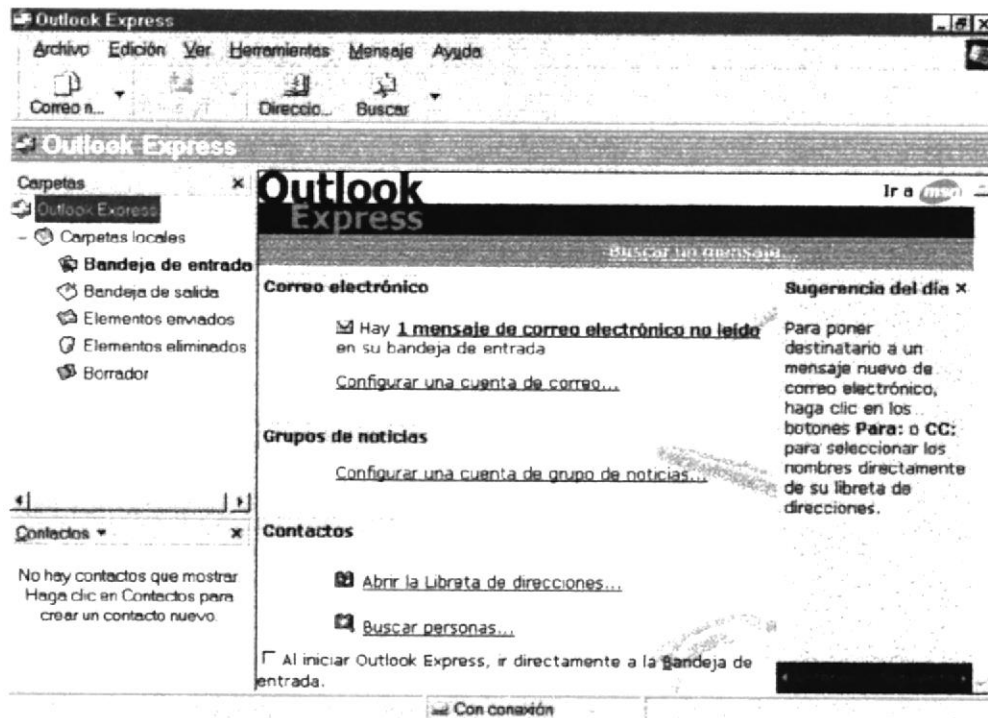 Outlook Express
Archivo Edición Ver Herramientas Mensaje Ayuda
Correo n... Direccio... Buscar
Outlook Express
Carpetas
Outlook Express
Carpetas locales
Bandeja de entrada
Bandeja de salida
Elementos enviados
Elementos eliminados
Borrador
Contactos
No hay contactos que mostrar
Haga clic en Contactos para
crear un contacto nuevo.
Outlook
Express
Ir a msn
Buscar un mensaje...
Correo electrónico
Hay 1 mensaje de correo electrónico no leído
en su bandeja de entrada
Configurar una cuenta de correo...
Grupos de noticias
Configurar una cuenta de grupo de noticias...
Contactos
Abrir la Libreta de direcciones...
Buscar personas...
Al iniciar Outlook Express, ir directamente a la Bandeja de
entrada.
Sugerencia del día
Para poner
destinatario a un
mensaje nuevo de
correo electrónico,
haga clic en los
botones Para: o CC:
para seleccionar los
nombres directamente
de su libreta de
direcciones.
Con conexión